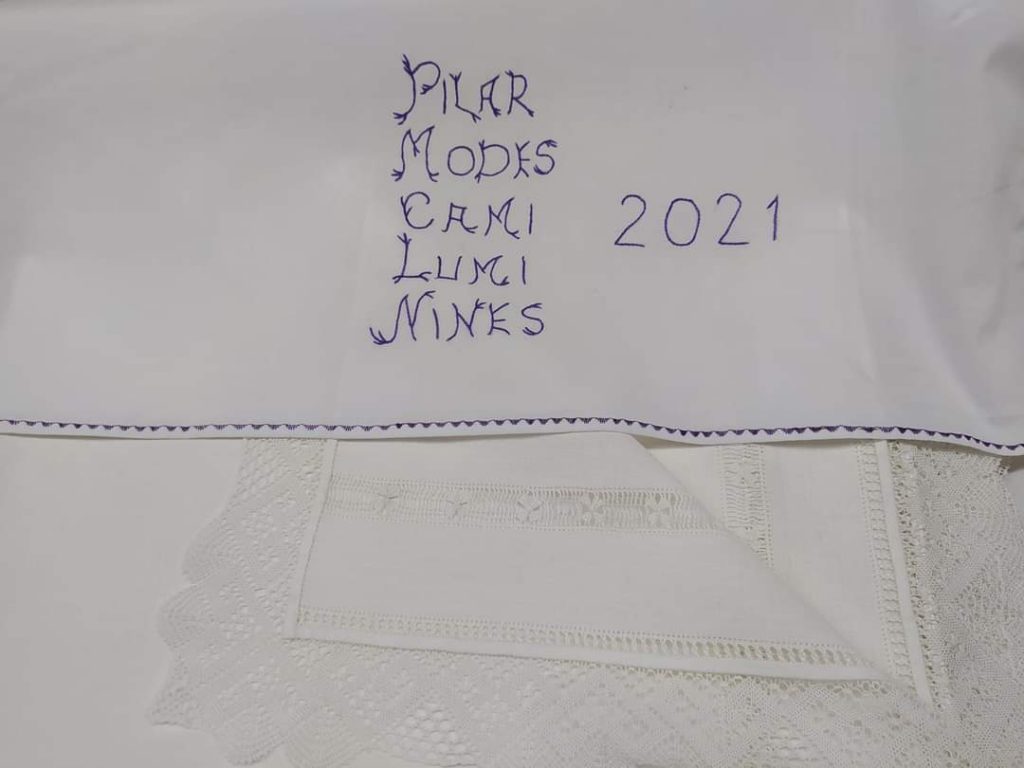 PILAR
MODES
CAMI
LUMI
NINES
2021